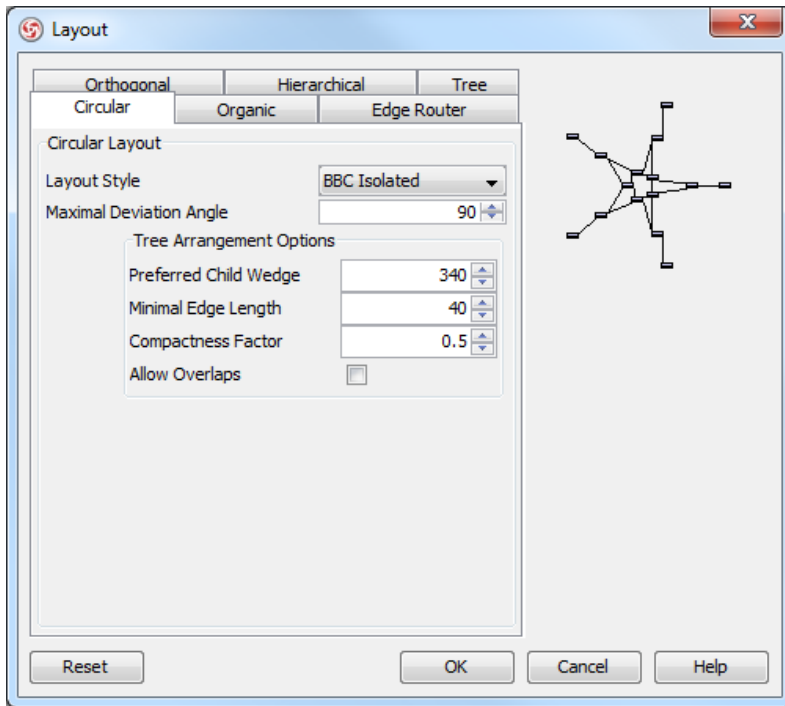 Layout
Orthogonal Hierarchical Tree
Circular Organic Edge Router
Circular Layout
Layout Style BBC Isolated
Maximal Deviation Angle 90
Tree Arrangement Options
Preferred Child Wedge 340
Minimal Edge Length 40
Compactness Factor 0.5
Allow Overlaps
Reset OK Cancel Help